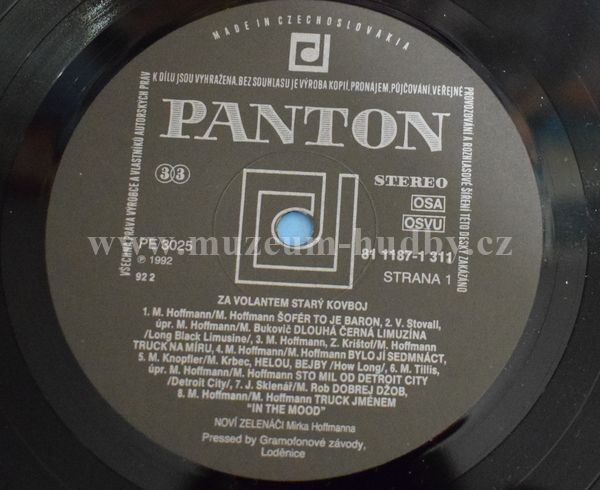 MADE IN CZECHOSLOVAKIA
VŠECHNA PRÁVA VÝROBCE A VLASTNÍKŮ AUTORSKÝCH PRÁV
K DÍLU JSOU VYHRAŽENA. BEZ SOUHLASU JE VÝROBA KOPIÍ, PRONÁJEM, PŮJČOVÁNÍ, VEŘEJNÉ
PROVOZOVÁNÍ A ROZHLASOVÉ ŠÍŘENÍ TÉTO DESKY ZAKÁZÁNO
PANTON
33
STEREO
OSA
OSVU
PE/3025
℗ 1992
92 2
81 1187-1 311
STRANA 1
www.muzeum-hudby.cz
ZA VOLANTEM STARÝ KOVBOJ
1. M. Hoffmann/M. Hoffmann ŠOFÉR TO JE BARON, 2. V. Stovall,
úpr. M. Hoffmann/M. Bukovič DLOUHÁ ČERNÁ LIMUZÍNA
/Long Black Limusine/, 3. M. Hoffmann, Z. Krištof/M. Hoffmann
TRUCK NA MÍRU, 4. M. Hoffmann/M. Hoffmann BYLO JÍ SEDMNÁCT,
5. M. Knopfler/M. Krbec, HELOU, BEJBY /How Long/, 6. M. Tillis,
úpr. M. Hoffmann/M. Hoffmann STO MIL OD DETROIT CITY
/Detroit City/, 7. J. Sklenář/M. Rob DOBREJ DŽOB,
8. M. Hoffmann/M. Hoffmann TRUCK JMÉNEM
"IN THE MOOD"
NOVÍ ZELENÁČI Mirka Hoffmanna
Pressed by Gramofonové závody,
Loděnice